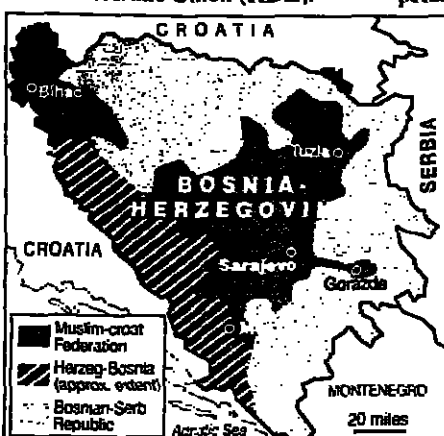 CROATIA
Bihac
Tuzla
BOSNIA-
HERZEGOVI
SERBIA
CROATIA
Sarajevo
Gorazde
Muslim-croat
Federation
Herzeg-Bosnia
(approx. extent)
Bosnian-Serb
Republic
MONTENEGRO
Adriatic Sea
20 miles